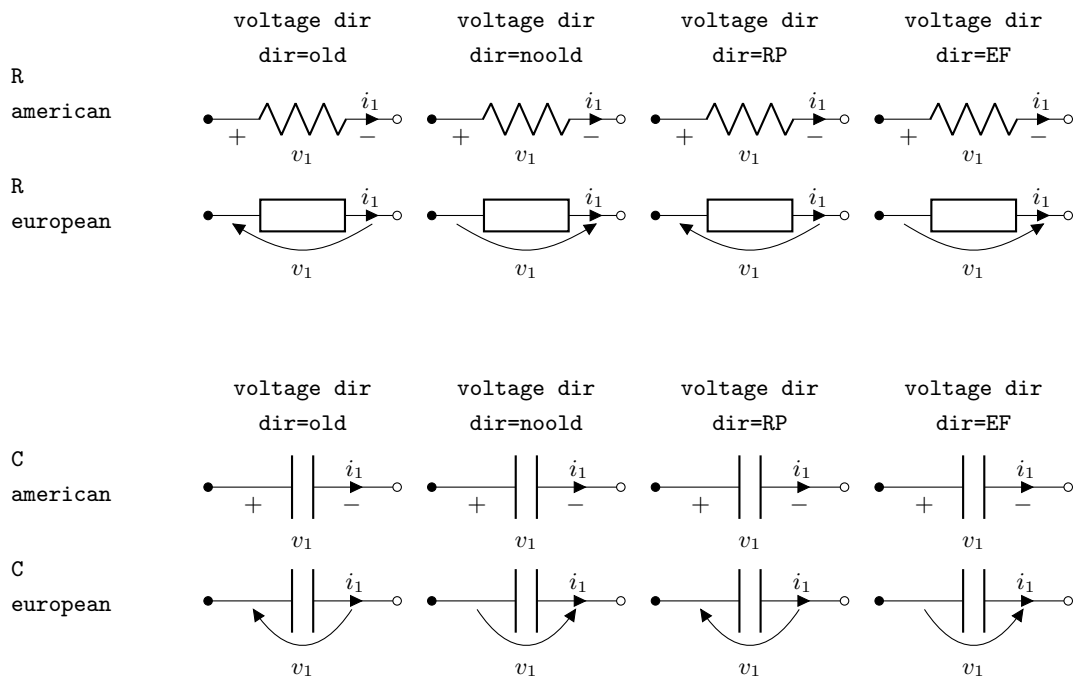 voltage dir voltage dir voltage dir voltage dir
dir=old dir=noold dir=RP dir=EF
R
american
i₁ i₁ i₁ i₁
+ − + − + − + −
v₁ v₁ v₁ v₁
R
european
i₁ i₁ i₁ i₁
v₁ v₁ v₁ v₁
voltage dir voltage dir voltage dir voltage dir
dir=old dir=noold dir=RP dir=EF
C
american
i₁ i₁ i₁ i₁
+ − + − + − + −
v₁ v₁ v₁ v₁
C
european
i₁ i₁ i₁ i₁
v₁ v₁ v₁ v₁